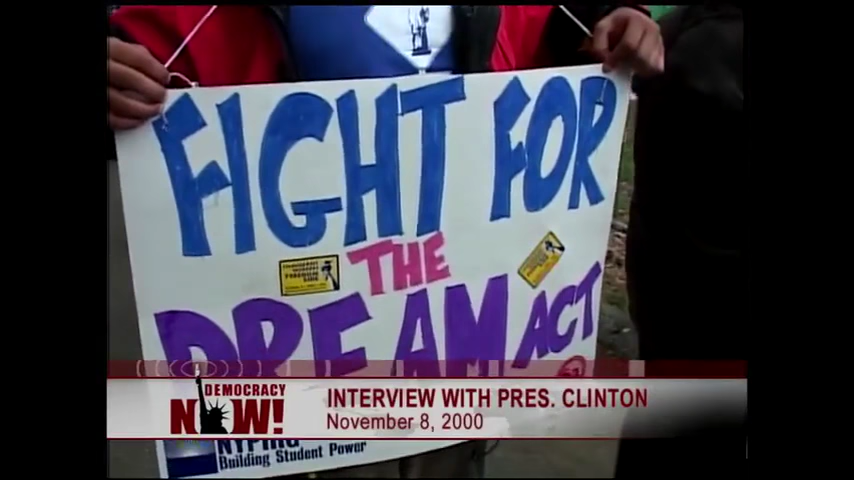 FIGHT FOR
THE
DREAM ACT
DEMOCRACY
NOW!
INTERVIEW WITH PRES. CLINTON
November 8, 2000
NYPIRG
Building Student Power